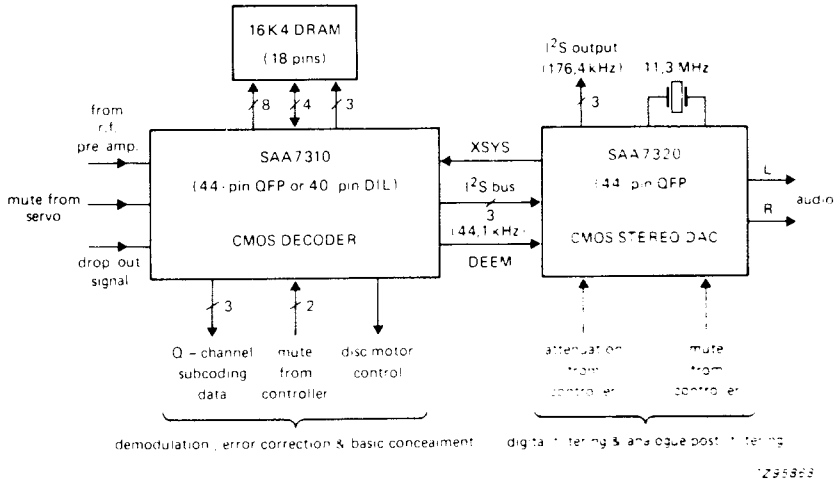 16K4 DRAM
(18 pins)
8
4
3
I²S output
(176,4 kHz)
3
11,3 MHz
from
r.f.
pre amp.
mute from
servo
drop out
signal
SAA7310
(44-pin QFP or 40 pin DIL)
CMOS DECODER
XSYS
I²S bus
3
(44,1 kHz)
DEEM
SAA7320
(44 pin QFP
CMOS STEREO DAC
L
R
audio
3
2
Q – channel
subcoding
data
mute
from
controller
disc motor
control
attenuation
from
controller
mute
from
controller
demodulation, error correction & basic concealment
digital filtering & analogue post filtering
7Z95868